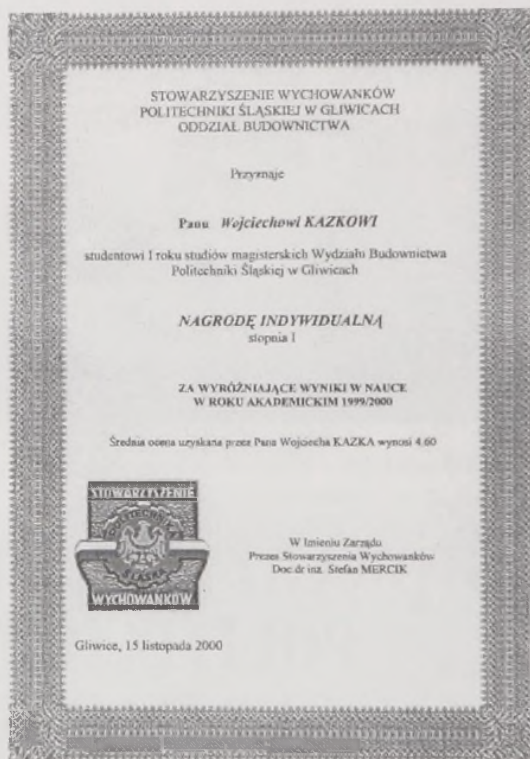 STOWARZYSZENIE WYCHOWANKÓW
POLITECHNIKI ŚLĄSKIEJ W GLIWICACH
ODDZIAŁ BUDOWNICTWA
Przyznaje
Panu Wojciechowi KAZKOWI
studentowi I roku studiów magisterskich Wydziału Budownictwa
Politechniki Śląskiej w Gliwicach
NAGRODĘ INDYWIDUALNĄ
stopnia I
ZA WYRÓŻNIAJĄCE WYNIKI W NAUCE
W ROKU AKADEMICKIM 1999/2000
Średnia ocena uzyskana przez Pana Wojciecha KAZKA wynosi 4.60
STOWARZYSZENIE
POLITECHNIKA
ŚLĄSKA
WYCHOWANKÓW
W Imieniu Zarządu
Prezes Stowarzyszenia Wychowanków
Doc.dr inż. Stefan MERCIK
Gliwice, 15 listopada 2000